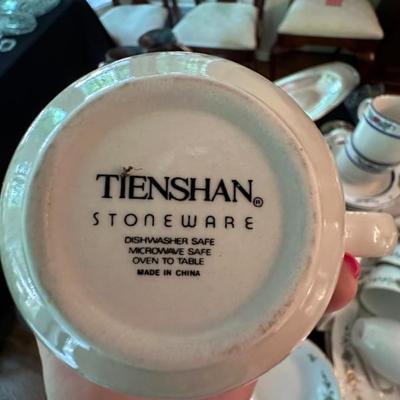 TIENSHAN®
STONEWARE
DISHWASHER SAFE
MICROWAVE SAFE
OVEN TO TABLE
MADE IN CHINA